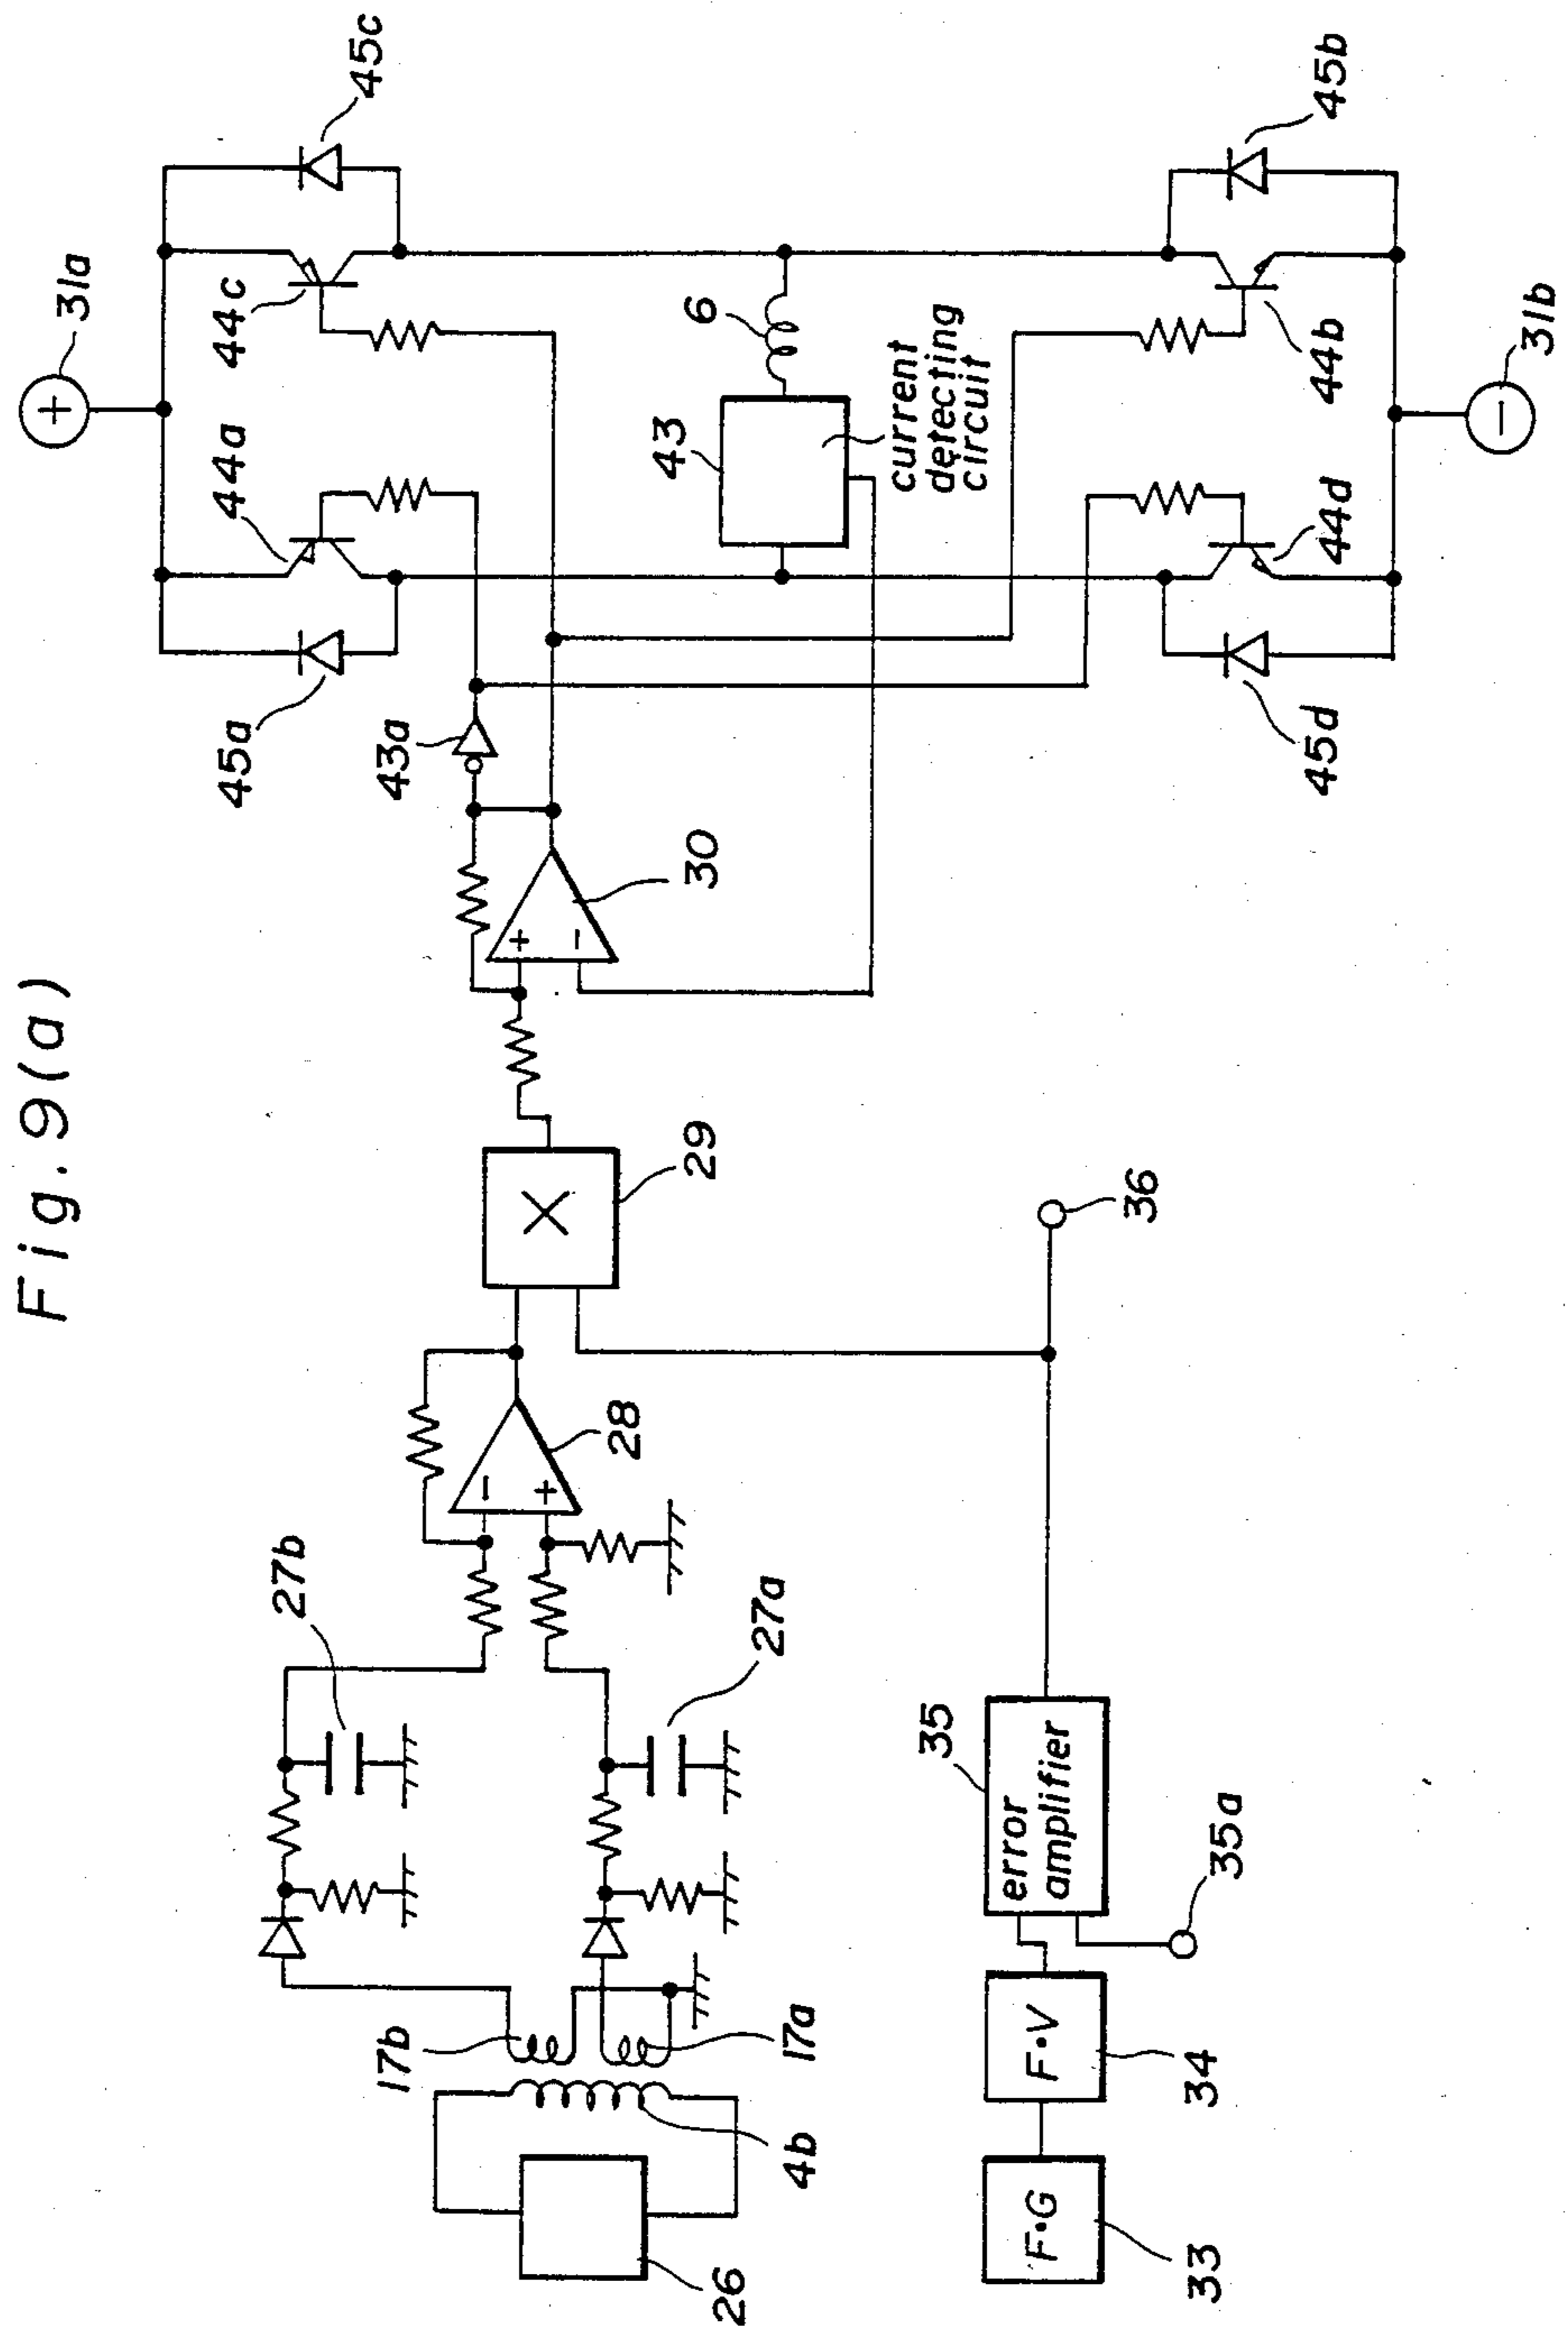 Fig. 9(a)
31a
+
45c
44c
44a
45a
43a
6
43
current
detecting
circuit
45b
44b
44d
45d
31b
−
30
+
−
29
×
36
28
−
+
27b
27a
17b
17a
4b
26
35
error
amplifier
35a
F·V
34
F·G
33